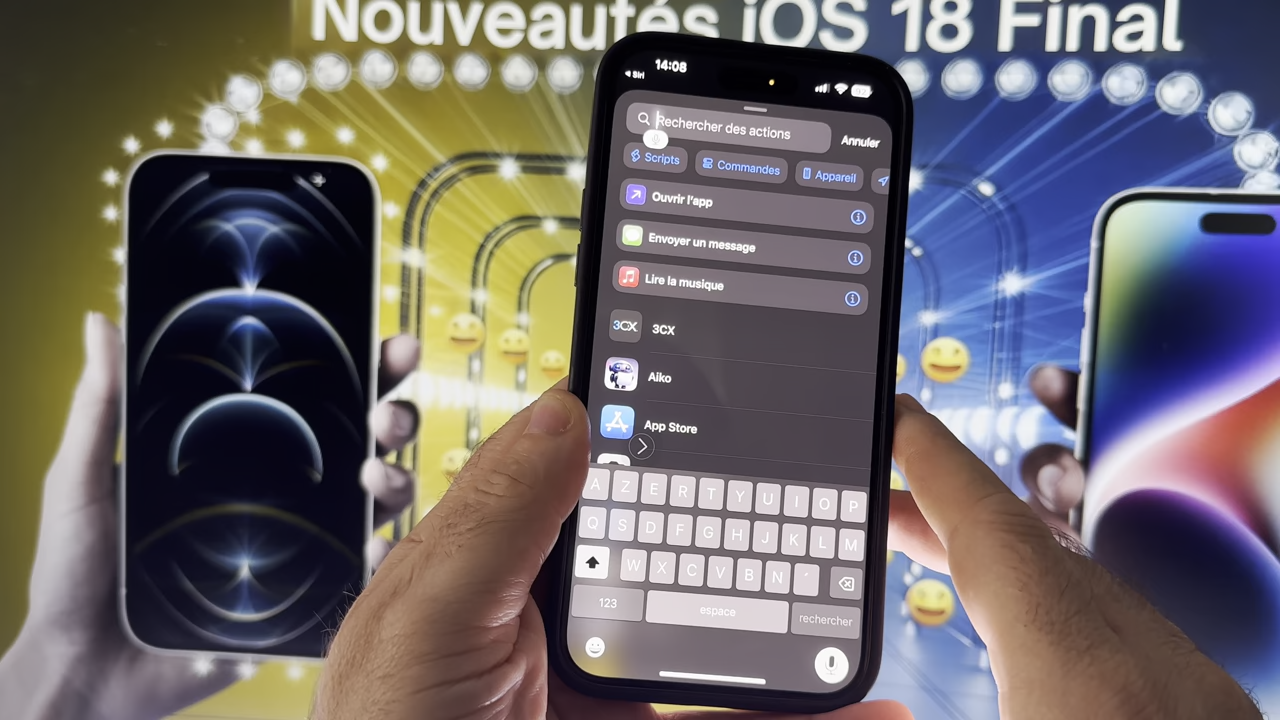 Nouveautés iOS 18 Final
14:08
Siri
Rechercher des actions
Annuler
Scripts
Commandes
Appareil
Ouvrir l'app
Envoyer un message
Lire la musique
3CX
3CX
Aiko
App Store
A Z E R T Y U I O P
Q S D F G H J K L M
W X C V B N '
123
espace
rechercher